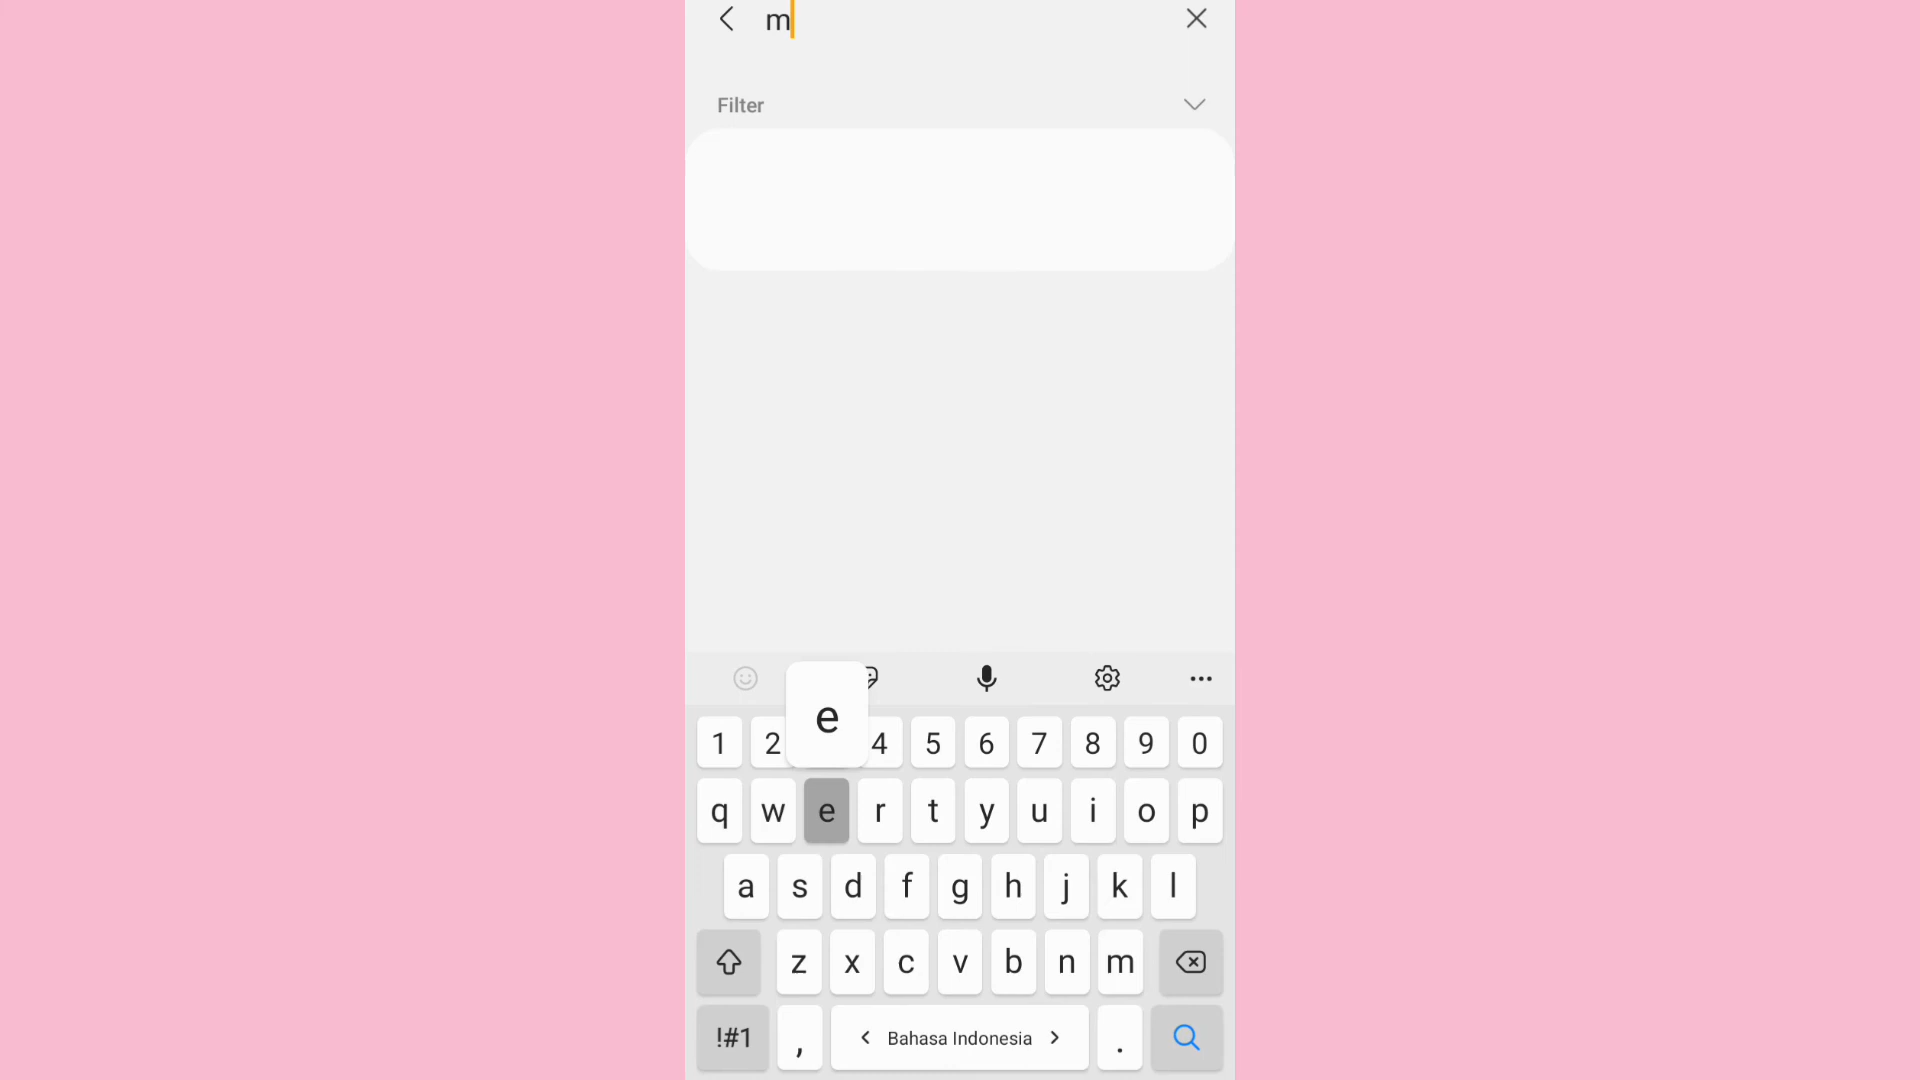 m
Filter
e
1 2 4 5 6 7 8 9 0
q w e r t y u i o p
a s d f g h j k l
z x c v b n m
!#1 , Bahasa Indonesia .